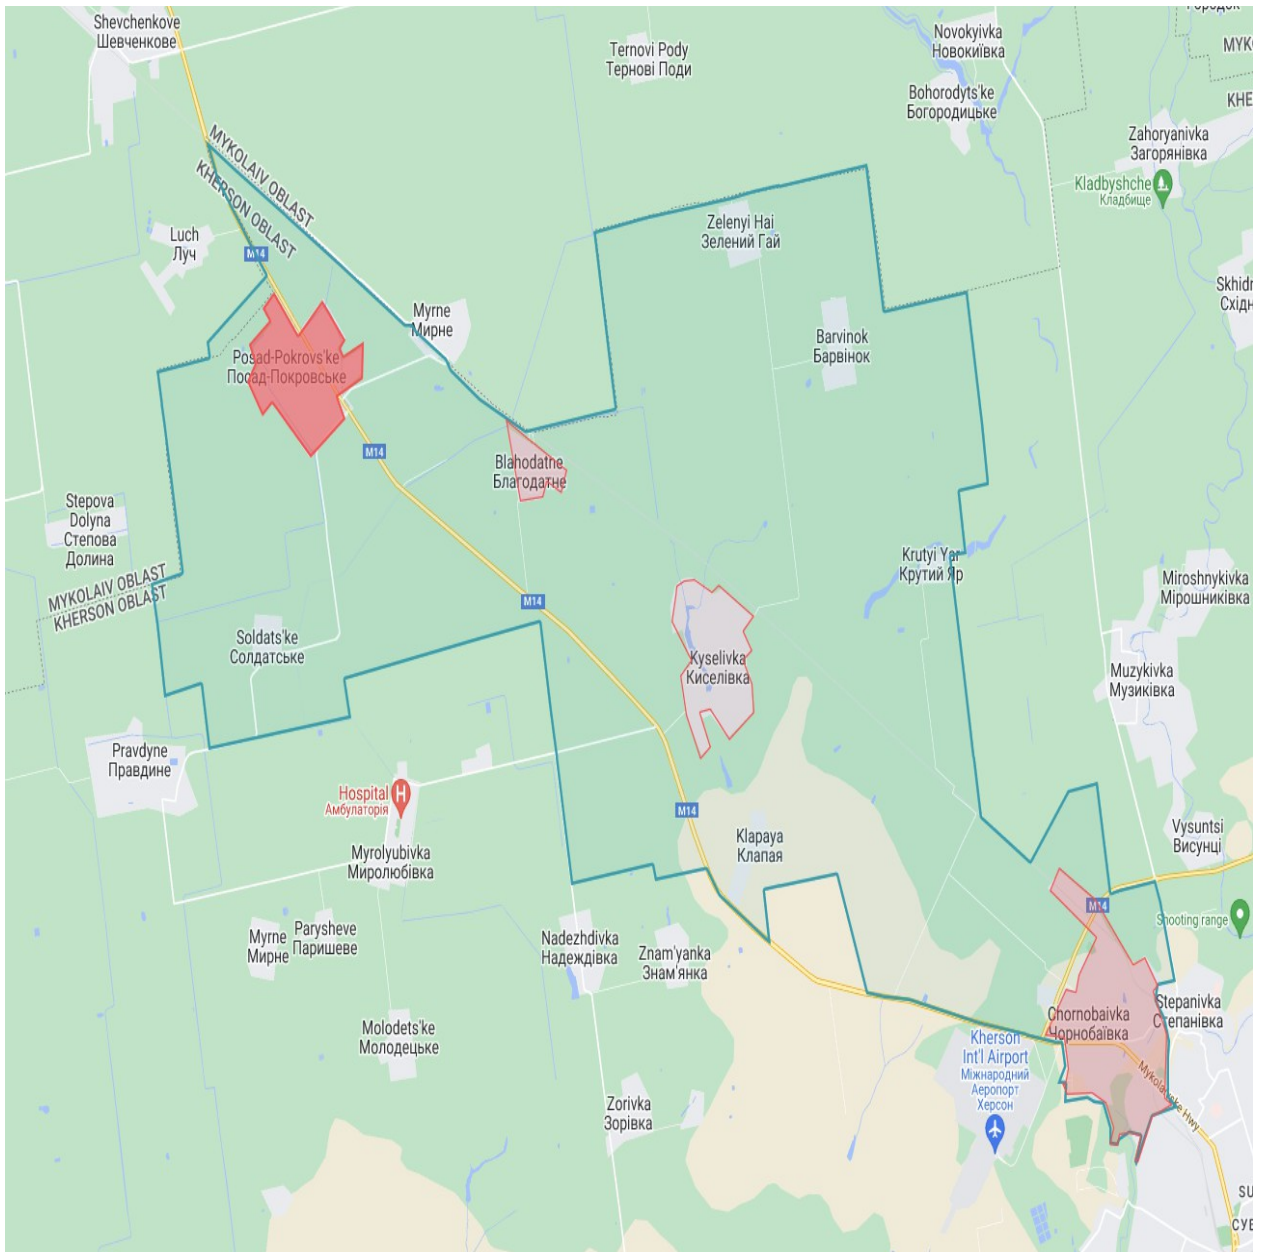 Shevchenkove
Шевченкове
Ternovi Pody
Тернові Поди
Novokyivka
Новокиївка
Bohorodyts'ke
Богородицьке
Zahoryanivka
Загорянівка
Kladbyshche
Кладбище
MYKOLAIV OBLAST
KHERSON OBLAST
Luch
Луч
M14
Zelenyi Hai
Зелений Гай
Myrne
Мирне
Barvinok
Барвінок
Posad-Pokrovs'ke
Посад-Покровське
M14
Blahodatne
Благодатне
Stepova
Dolyna
Степова
Долина
MYKOLAIV OBLAST
KHERSON OBLAST
Krutyi Yar
Крутий Яр
M14
Miroshnykivka
Мірошниківка
Soldats'ke
Солдатське
Kyselivka
Киселівка
Muzykivka
Музиківка
Pravdyne
Правдине
Hospital
Амбулаторія
H
M14
Klapaya
Клапая
Vysuntsi
Висунці
Myrolyubivka
Миролюбівка
M14
Shooting range
Myrne
Мирне
Parysheve
Паришеве
Nadezhdivka
Надеждівка
Znam'yanka
Знам'янка
Stepanivka
Степанівка
Chornobaivka
Чорнобаївка
Molodets'ke
Молодецьке
Kherson
Int'l Airport
Міжнародний
Аеропорт
Херсон
Mykolaivske Hwy
Zorivka
Зорівка